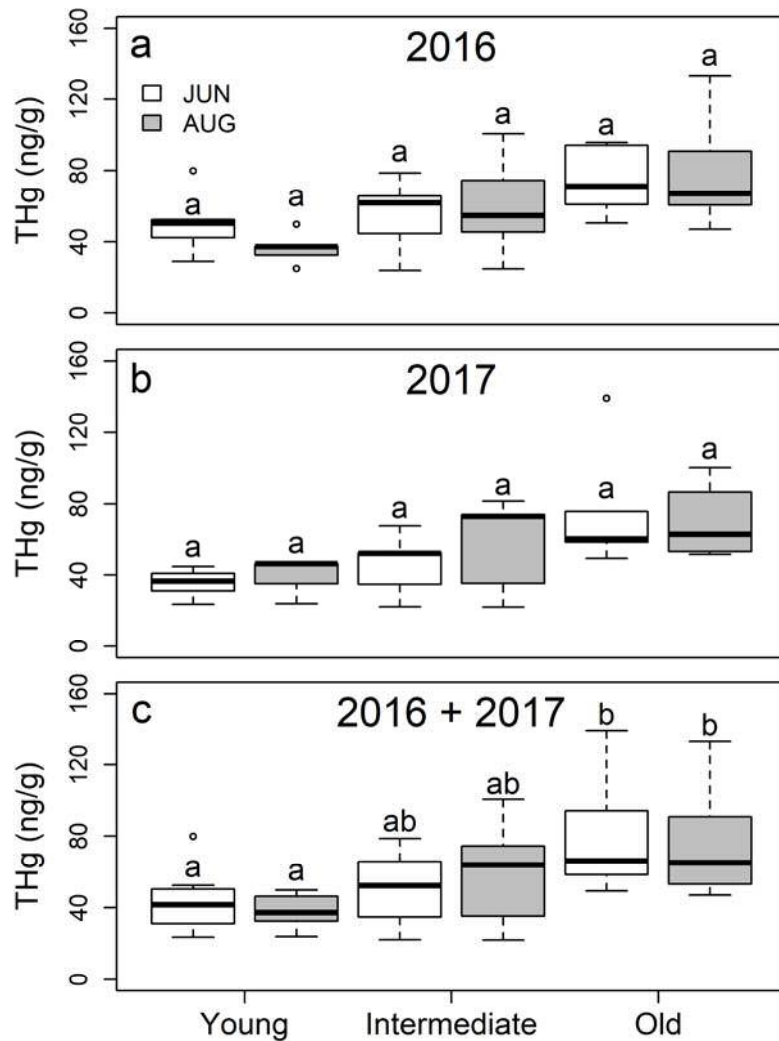 a 2016
JUN
AUG
a a a a a a
THg (ng/g)
0 40 80 120 160
b 2017
a a a a a a
THg (ng/g)
0 40 80 120 160
c 2016 + 2017
a a ab ab b b
THg (ng/g)
0 40 80 120 160
Young Intermediate Old